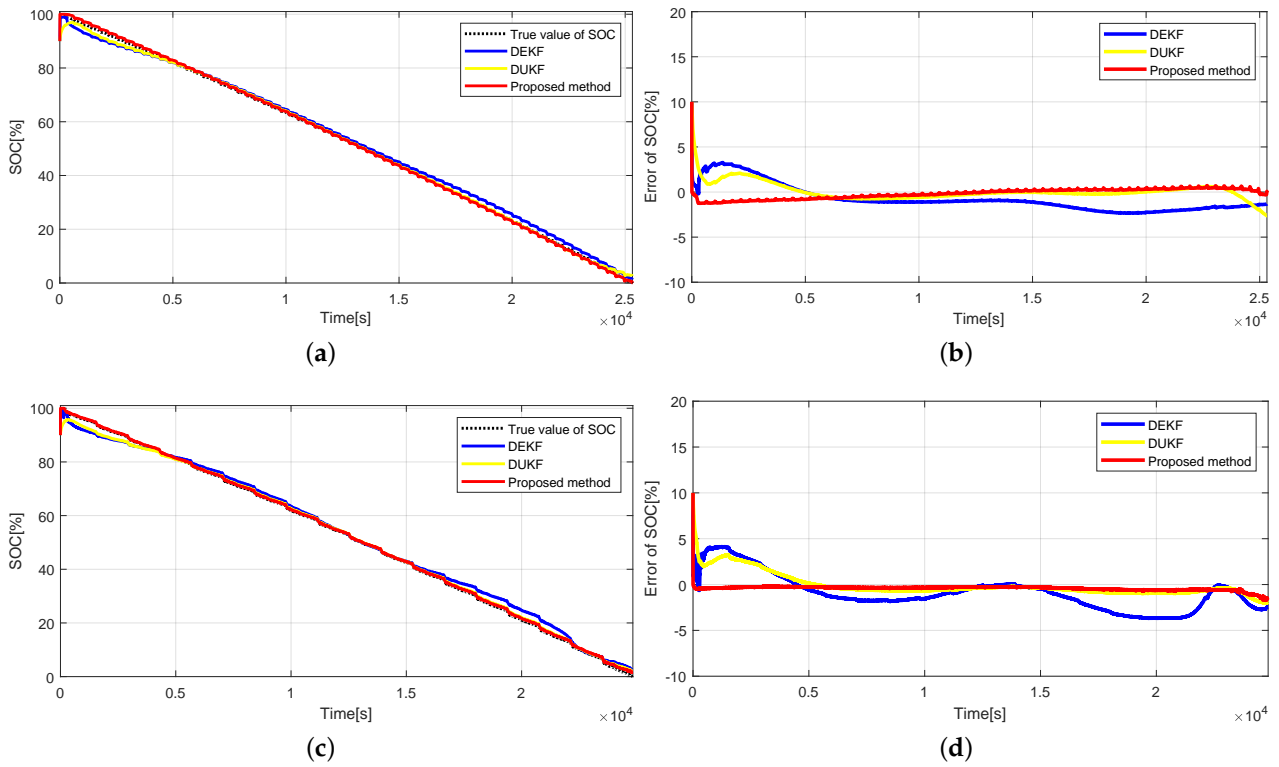 100
80
60
40
20
0
SOC[%]
True value of SOC
DEKF
DUKF
Proposed method
0
0.5
1
1.5
2
2.5
Time[s]
×10^4
(a)
20
15
10
5
0
-5
-10
Error of SOC[%]
DEKF
DUKF
Proposed method
0
0.5
1
1.5
2
2.5
Time[s]
×10^4
(b)
100
80
60
40
20
0
SOC[%]
True value of SOC
DEKF
DUKF
Proposed method
0
0.5
1
1.5
2
Time[s]
×10^4
(c)
20
15
10
5
0
-5
-10
Error of SOC[%]
DEKF
DUKF
Proposed method
0
0.5
1
1.5
2
Time[s]
×10^4
(d)